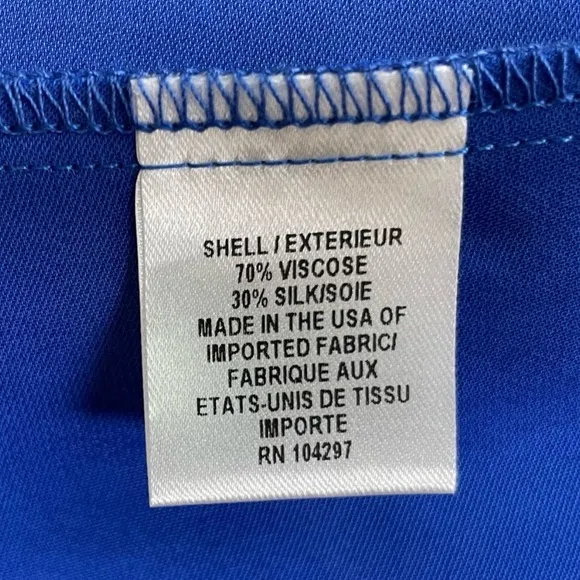 SHELL / EXTERIEUR
70% VISCOSE
30% SILK/SOIE
MADE IN THE USA OF
IMPORTED FABRIC/
FABRIQUE AUX
ETATS-UNIS DE TISSU
IMPORTE
RN 104297